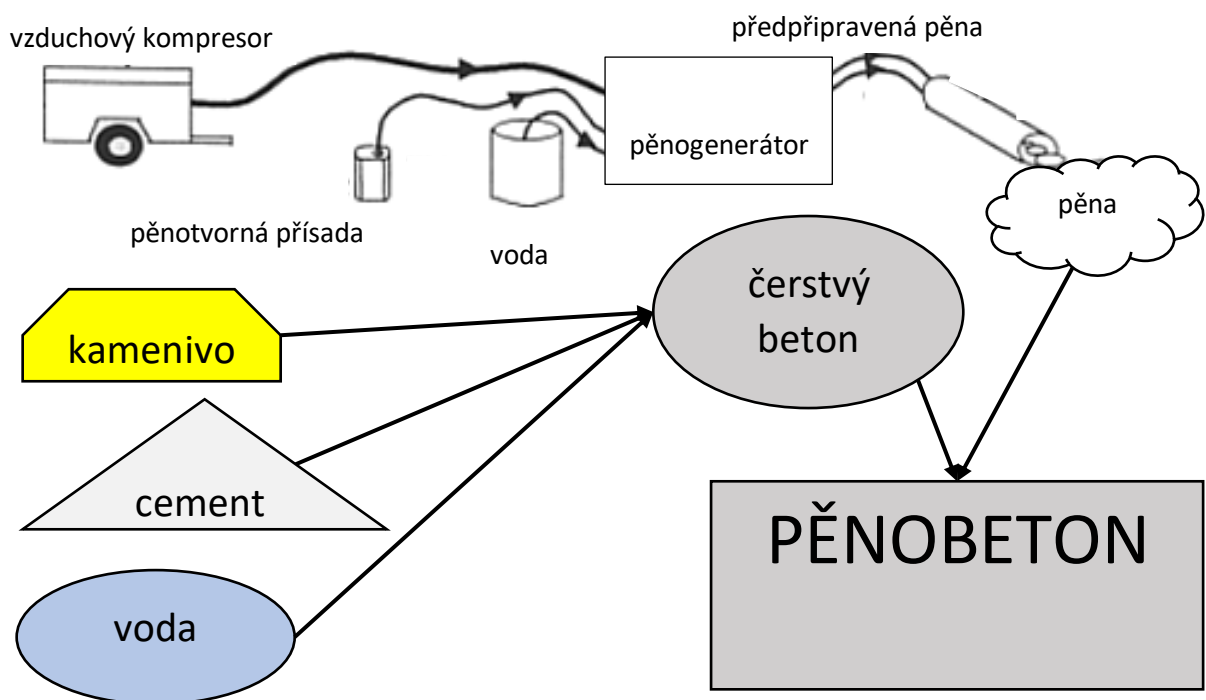 vzduchový kompresor
předpřipravená pěna
pěnogenerátor
pěna
pěnotvorná přísada
voda
čerstvý
beton
kamenivo
cement
PĚNOBETON
voda